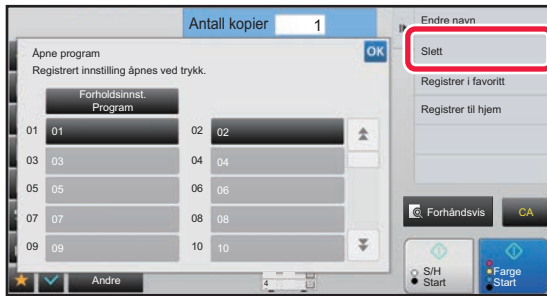 Antall kopier 1
Åpne program
OK
Registrert innstilling åpnes ved trykk.
Forholdsinnst.
Program
01 01
02 02
03 03
04 04
05 05
06 06
07 07
08 08
09 09
10 10
Andre
4
Endre navn
Slett
Registrer i favoritt
Registrer til hjem
Forhåndsvis
CA
S/H
Start
Farge
Start